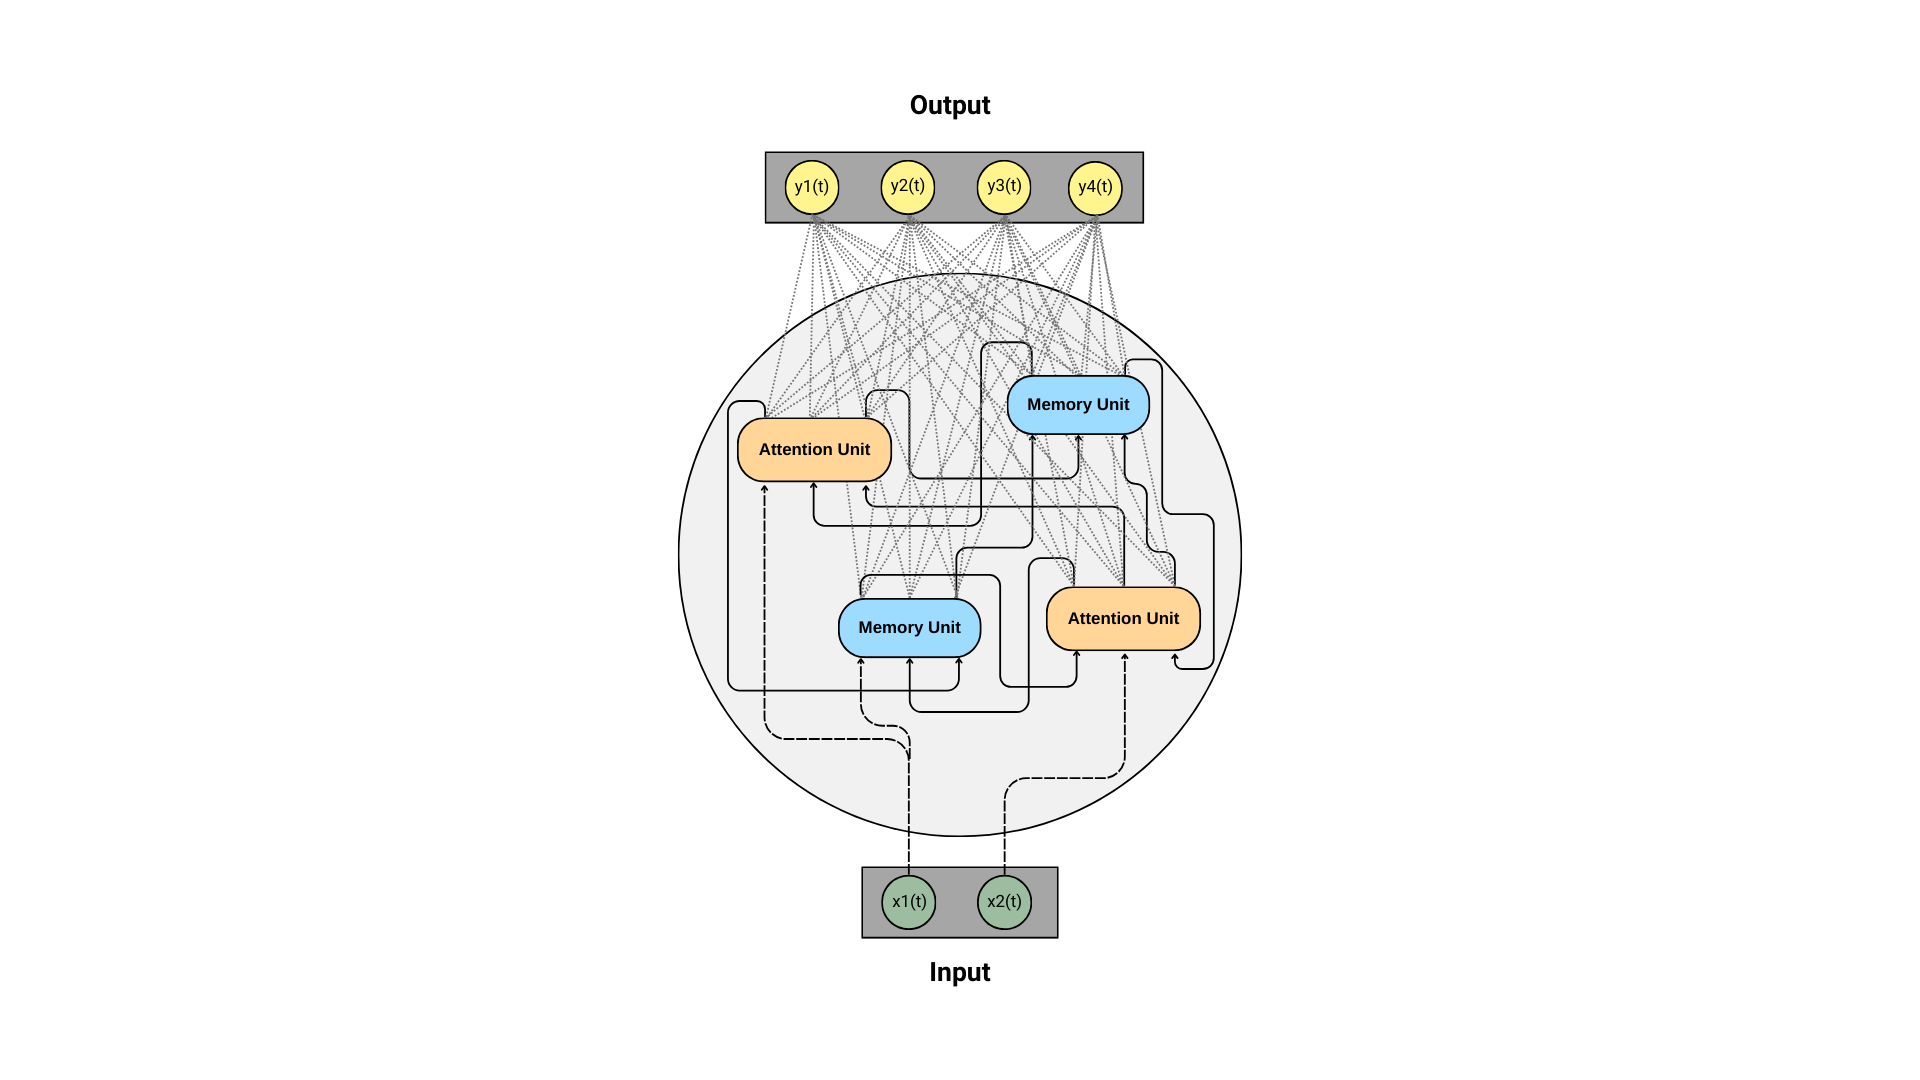 Output
y1(t) y2(t) y3(t) y4(t)
Memory Unit
Attention Unit
Attention Unit
Memory Unit
x1(t) x2(t)
Input